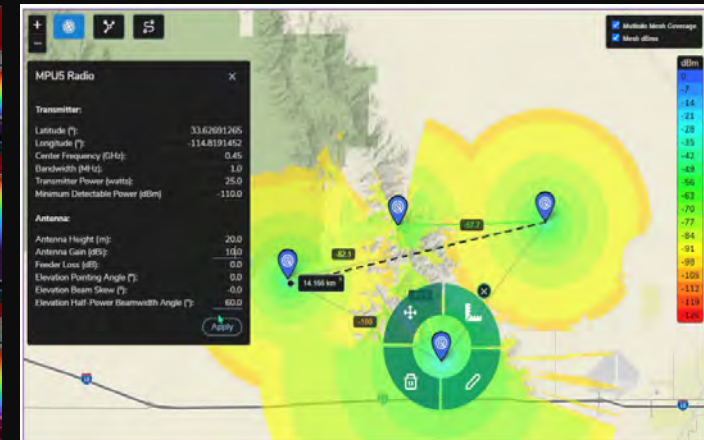 +
−
MPU5 Radio
×
Transmitter:
Latitude (°): 33.62691265
Longitude (°): -114.8191452
Center Frequency (GHz): 0.45
Bandwidth (MHz): 1.0
Transmitter Power (watts): 25.0
Minimum Detectable Power (dBm) -110.0
Antenna:
Antenna Height (m): 20.0
Antenna Gain (dBi): 10.0
Feeder Loss (dB): 0.0
Elevation Pointing Angle (°): 0.0
Elevation Beam Skew (°): -0.0
Elevation Half-Power Beamwidth Angle (°): 60.0
Apply
Multisite Mesh Coverage
Mesh dBms
dBm
0
-7
-14
-21
-28
-35
-42
-49
-56
-63
-70
-77
-84
-91
-98
-105
-112
-119
-126
-67.7
-82.1
14.166 km
-100